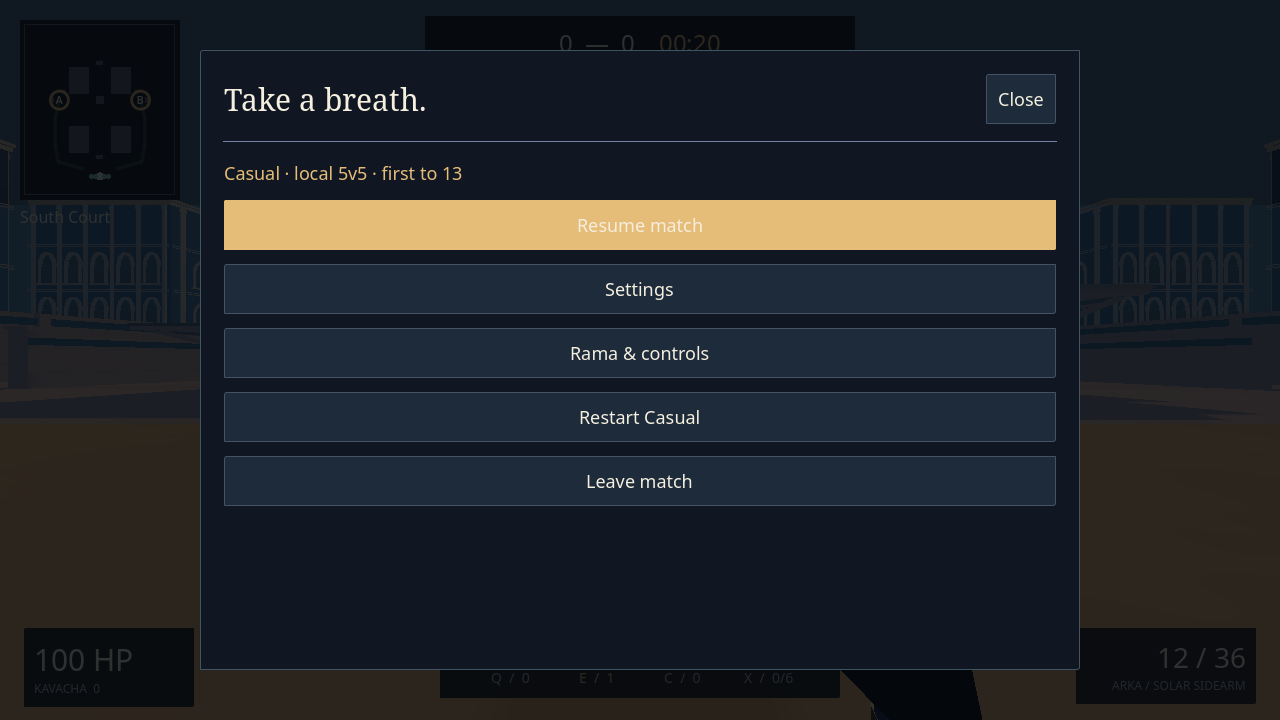 0 — 0 00:20
A B
South Court
Take a breath.
Close
Casual · local 5v5 · first to 13
Resume match
Settings
Rama & controls
Restart Casual
Leave match
100 HP
KAVACHA 0
Q / 0 E / 1 C / 0 X / 0/6
12 / 36
ARKA / SOLAR SIDEARM